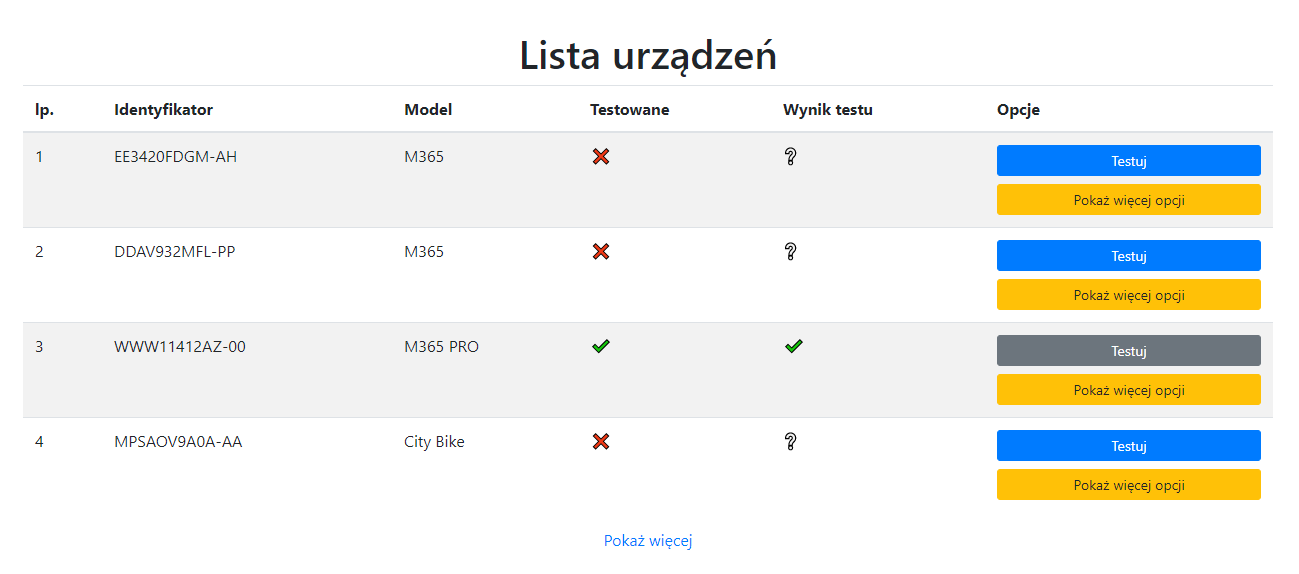 Lista urządzeń
lp. Identyfikator Model Testowane Wynik testu Opcje
1 EE3420FDGM-AH M365 Testuj
Pokaż więcej opcji
2 DDAV932MFL-PP M365 Testuj
Pokaż więcej opcji
3 WWW11412AZ-00 M365 PRO Testuj
Pokaż więcej opcji
4 MPSAOV9A0A-AA City Bike Testuj
Pokaż więcej opcji
Pokaż więcej